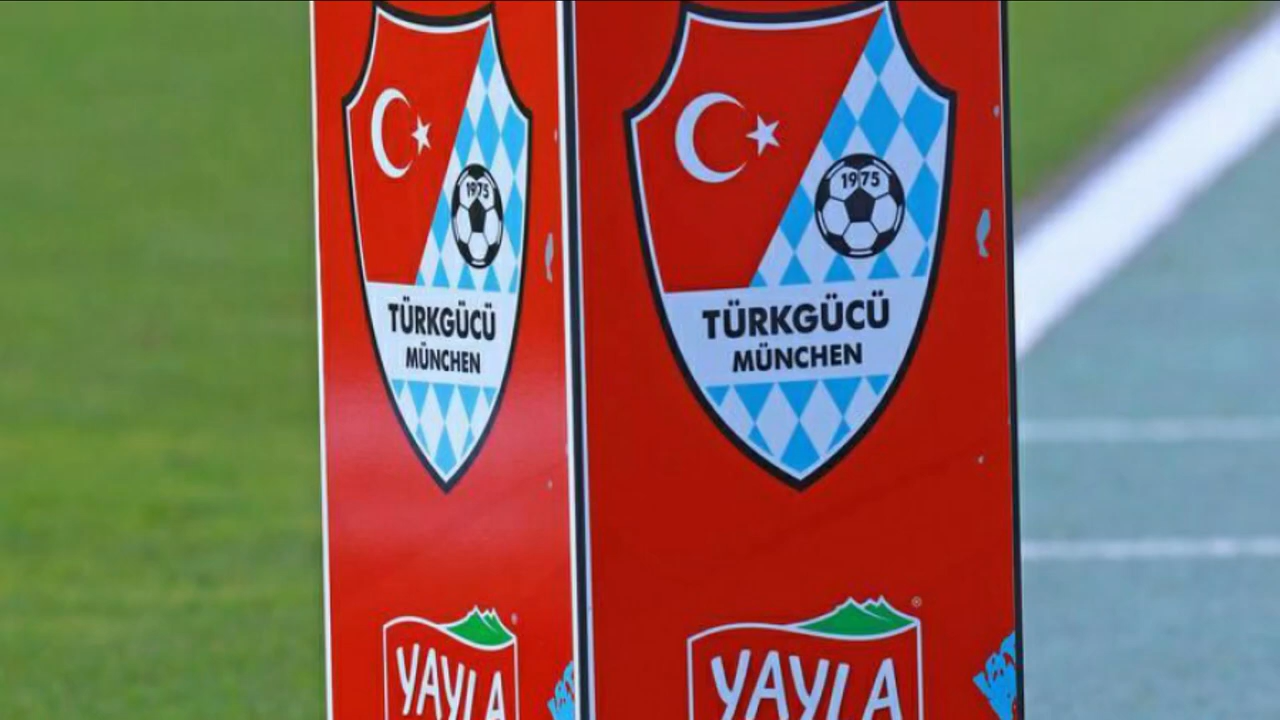 1975
TÜRKGÜCÜ
MÜNCHEN
YAYLA
1975
TÜRKGÜCÜ
MÜNCHEN
YAYLA
®